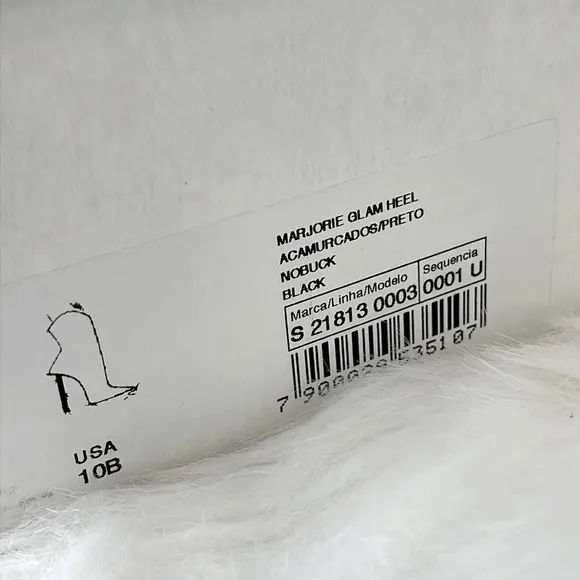 MARJORIE GLAM HEEL
ACAMURCADOS/PRETO
NOBUCK
BLACK
Marca/Linha/Modelo Sequencia
S 21813 0003 0001 U
USA
10B